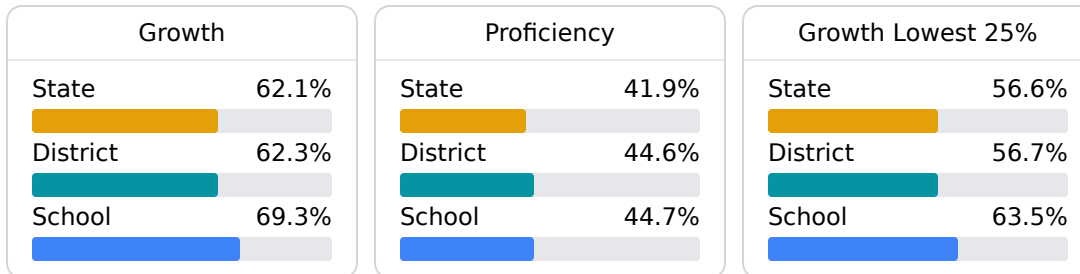 Growth
State 62.1%
District 62.3%
School 69.3%
Proficiency
State 41.9%
District 44.6%
School 44.7%
Growth Lowest 25%
State 56.6%
District 56.7%
School 63.5%